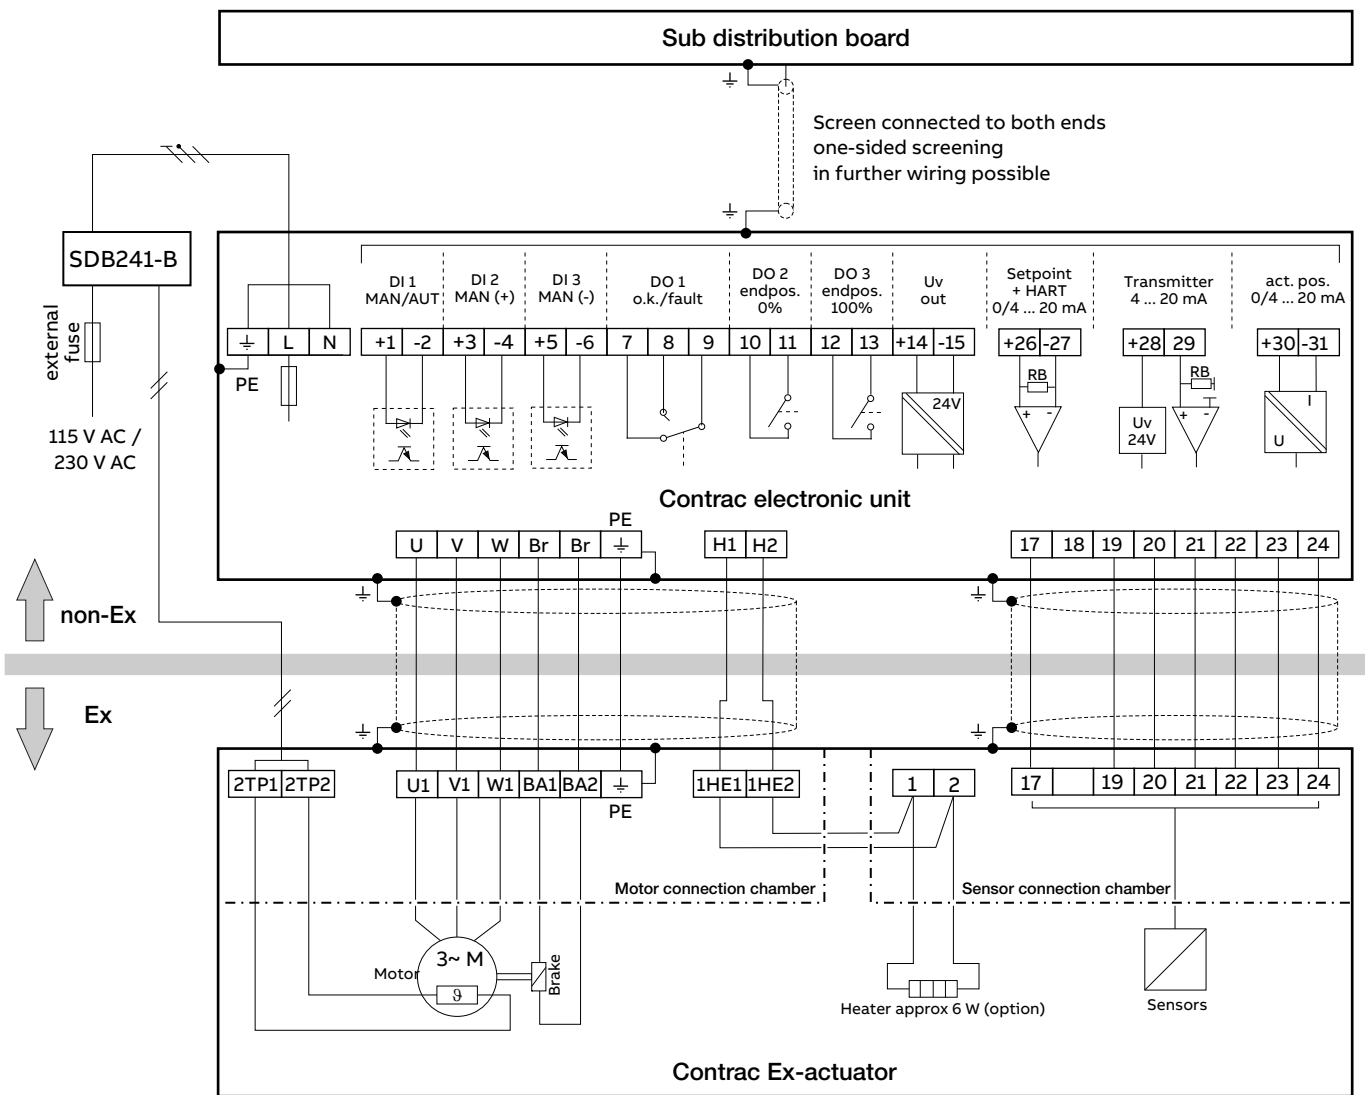 Sub distribution board
Screen connected to both ends
one-sided screening
in further wiring possible
SDB241-B
external
fuse
115 V AC /
230 V AC
DI 1
MAN/AUT
DI 2
MAN (+)
DI 3
MAN (-)
DO 1
o.k./fault
DO 2
endpos.
0%
DO 3
endpos.
100%
Uv
out
Setpoint
+ HART
0/4 ... 20 mA
Transmitter
4 ... 20 mA
act. pos.
0/4 ... 20 mA
L N
+1 -2 +3 -4 +5 -6 7 8 9 10 11 12 13 +14 -15 +26 -27 +28 29 +30 -31
PE
RB
RB
24V
+ -
Uv
24V
+ -
I
U
Contrac electronic unit
PE
U V W Br Br H1 H2 17 18 19 20 21 22 23 24
non-Ex
Ex
2TP1 2TP2 U1 V1 W1 BA1 BA2 1HE1 1HE2 1 2 17 19 20 21 22 23 24
PE
Motor connection chamber
Sensor connection chamber
3~ M
Motor
ϑ
Brake
Heater approx 6 W (option)
Sensors
Contrac Ex-actuator